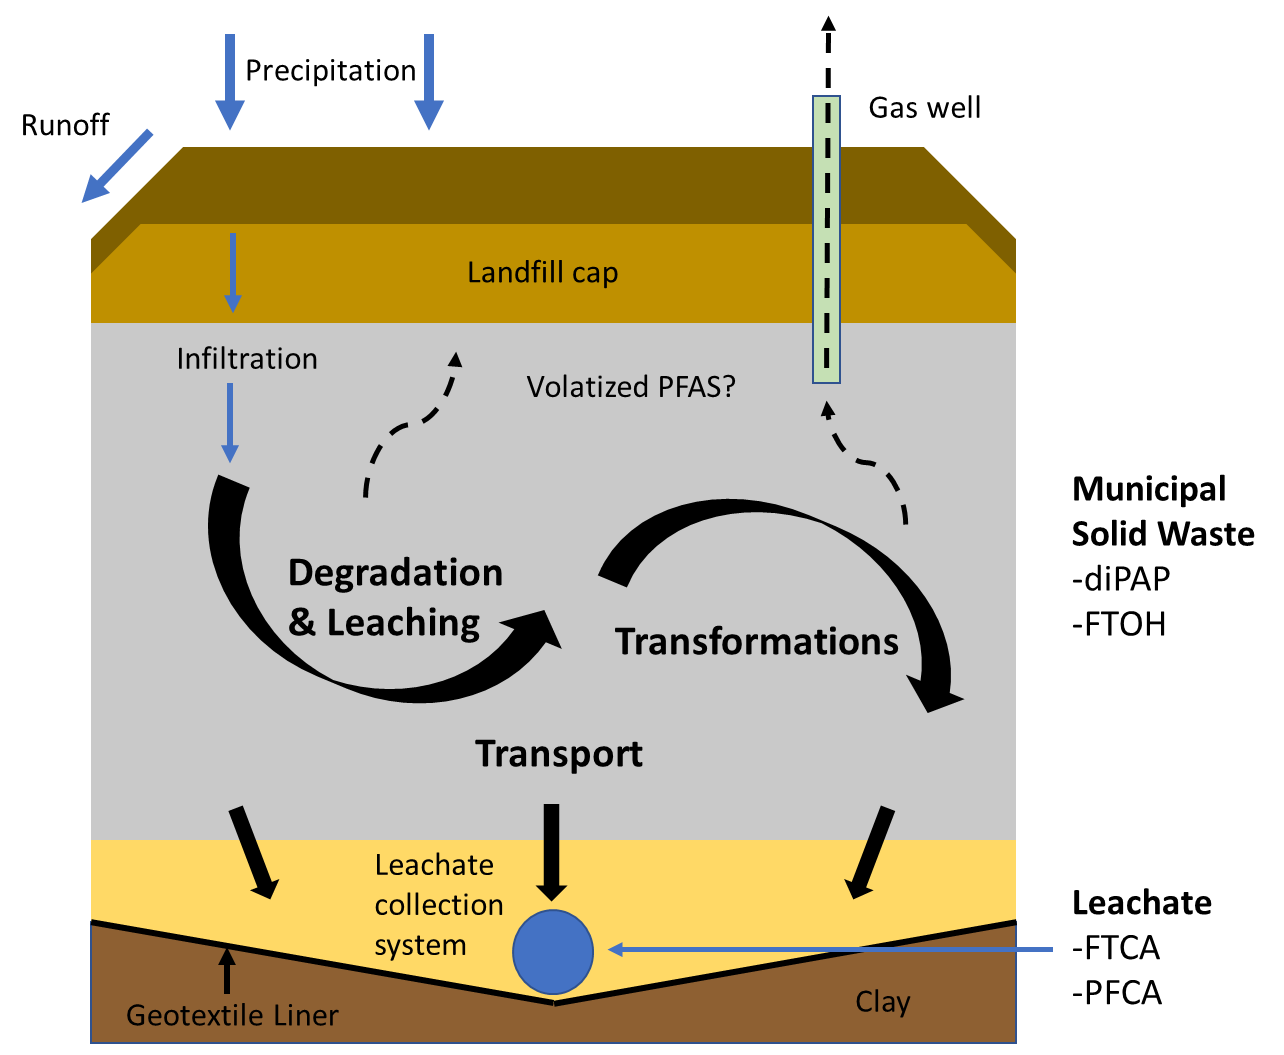 Precipitation
Runoff
Gas well
Landfill cap
Infiltration
Volatized PFAS?
Degradation
& Leaching
Transformations
Transport
Municipal
Solid Waste
-diPAP
-FTOH
Leachate
collection
system
Geotextile Liner
Clay
Leachate
-FTCA
-PFCA